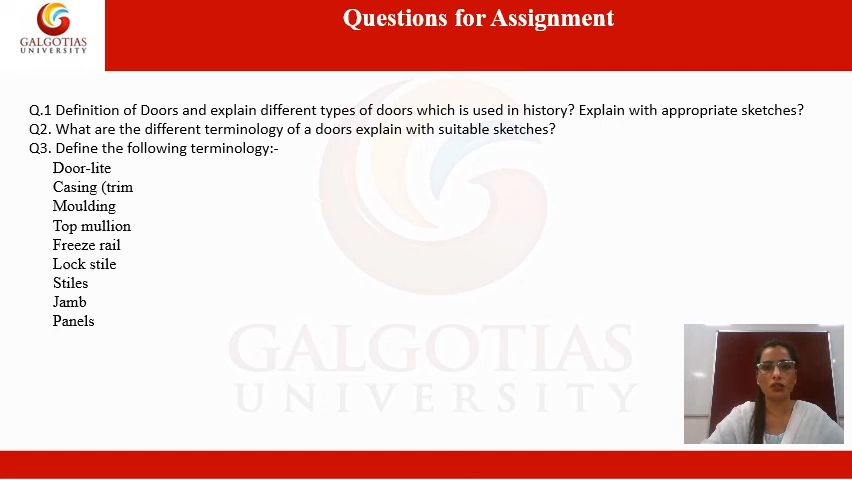 GALGOTIAS
UNIVERSITY
Questions for Assignment
Q.1 Definition of Doors and explain different types of doors which is used in history? Explain with appropriate sketches?
Q2. What are the different terminology of a doors explain with suitable sketches?
Q3. Define the following terminology:-
Door-lite
Casing (trim
Moulding
Top mullion
Freeze rail
Lock stile
Stiles
Jamb
Panels
GALGOTIAS
UNIVERSITY